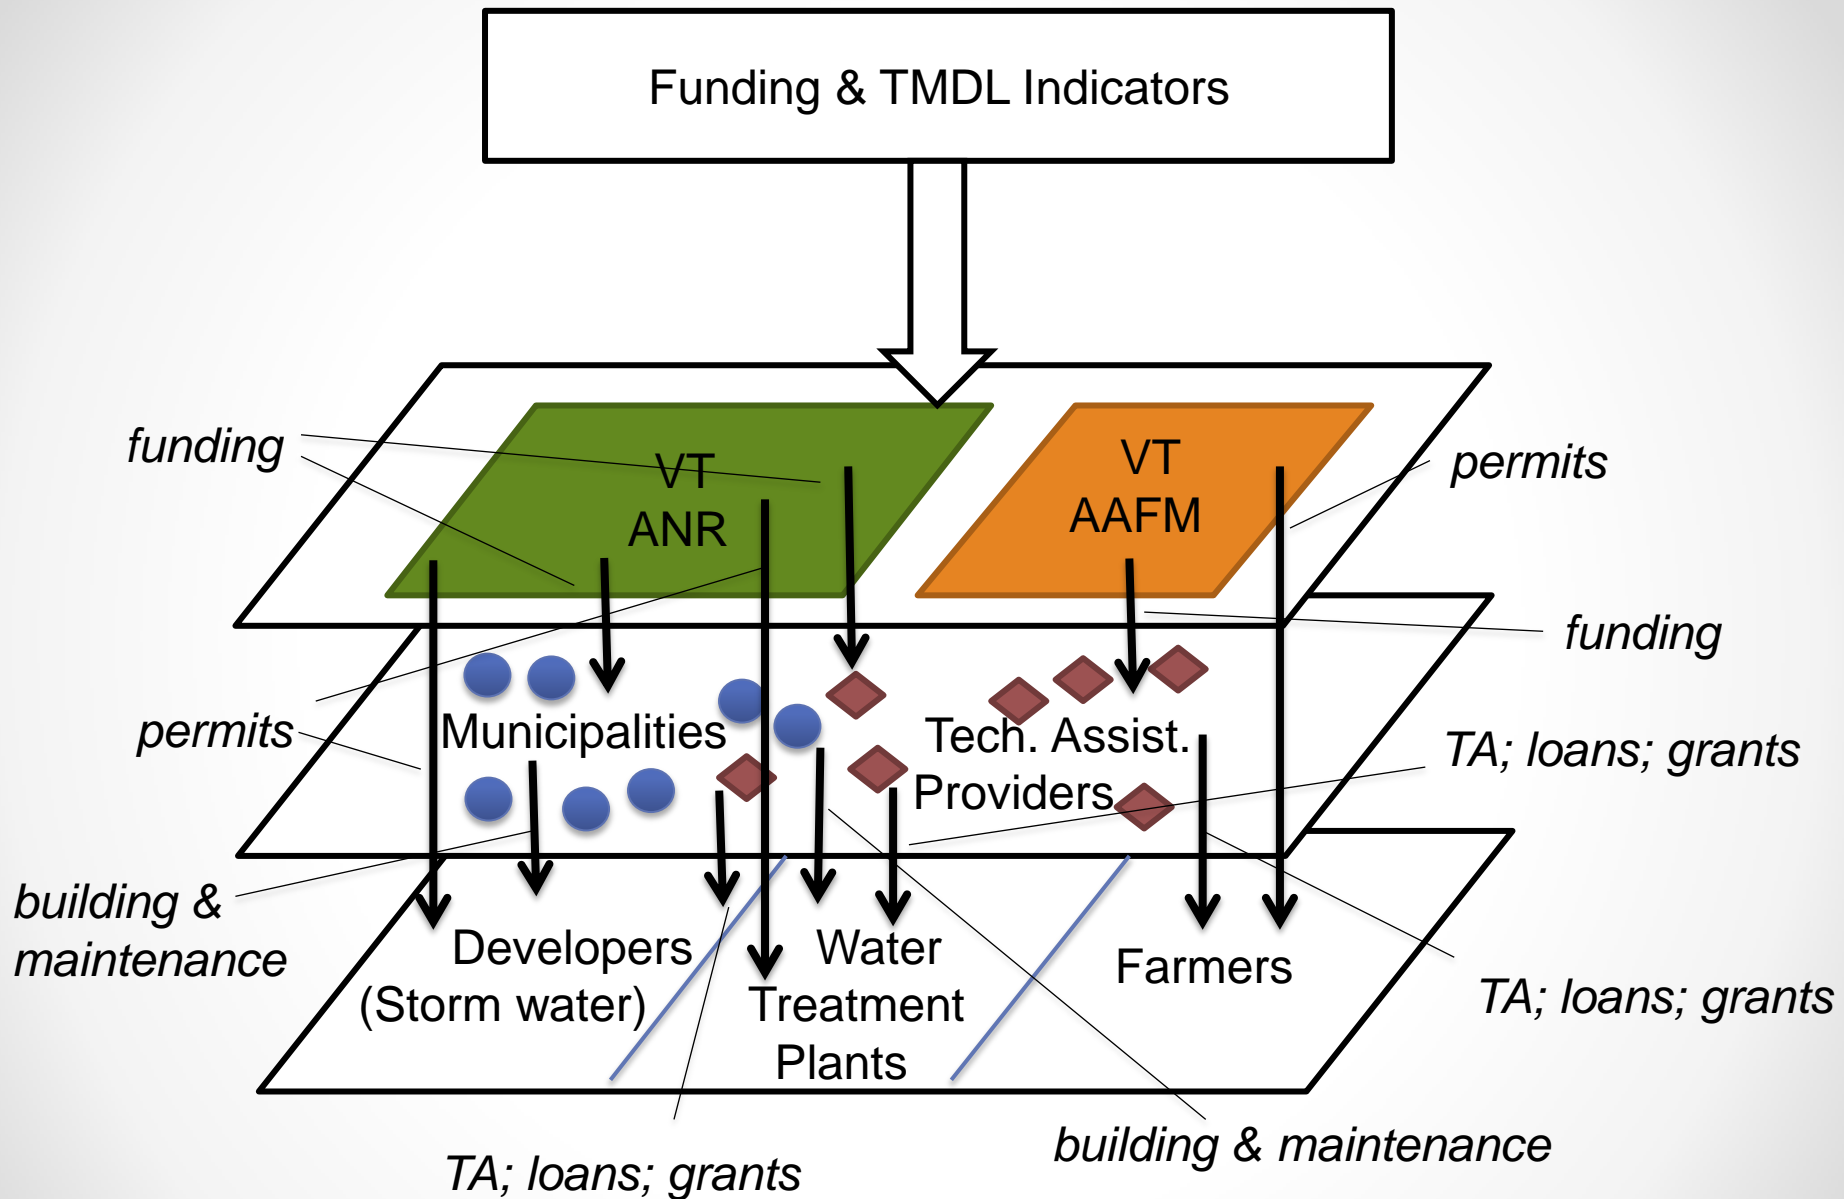 Funding & TMDL Indicators
funding
VT
ANR
VT
AAFM
permits
funding
permits
Municipalities
Tech. Assist.
Providers
TA; loans; grants
building &
maintenance
Developers
(Storm water)
Water
Treatment
Plants
Farmers
TA; loans; grants
building & maintenance
TA; loans; grants